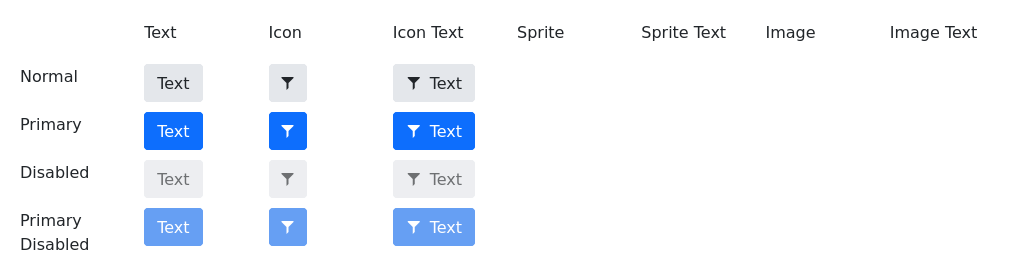 Text Icon Icon Text Sprite Sprite Text Image Image Text
Normal Text Text
Primary Text Text
Disabled Text Text
Primary
Disabled Text Text